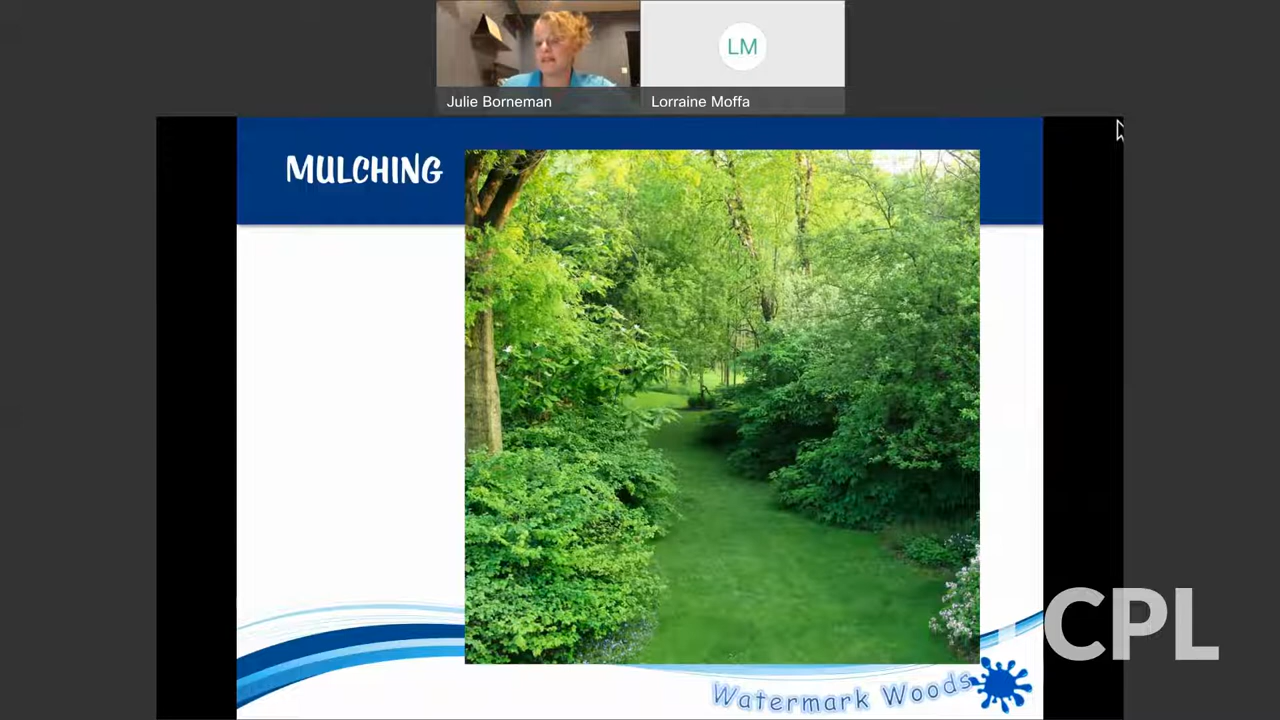 LM
Julie Borneman
Lorraine Moffa
MULCHING
CPL
Watermark Woods